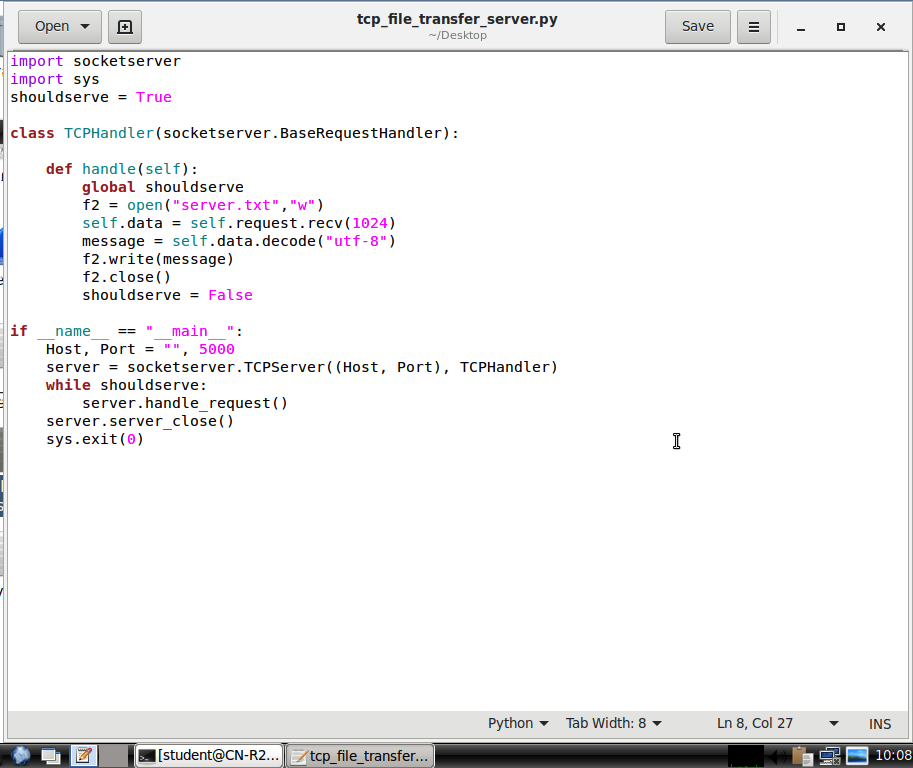 Open
tcp_file_transfer_server.py
~/Desktop
Save
import socketserver
import sys
shouldserve = True
class TCPHandler(socketserver.BaseRequestHandler):
    def handle(self):
        global shouldserve
        f2 = open("server.txt","w")
        self.data = self.request.recv(1024)
        message = self.data.decode("utf-8")
        f2.write(message)
        f2.close()
        shouldserve = False
if __name__ == "__main__":
    Host, Port = "", 5000
    server = socketserver.TCPServer((Host, Port), TCPHandler)
    while shouldserve:
        server.handle_request()
    server.server_close()
    sys.exit(0)
Python
Tab Width: 8
Ln 8, Col 27
INS
[student@CN-R2...
tcp_file_transfer...
10:08